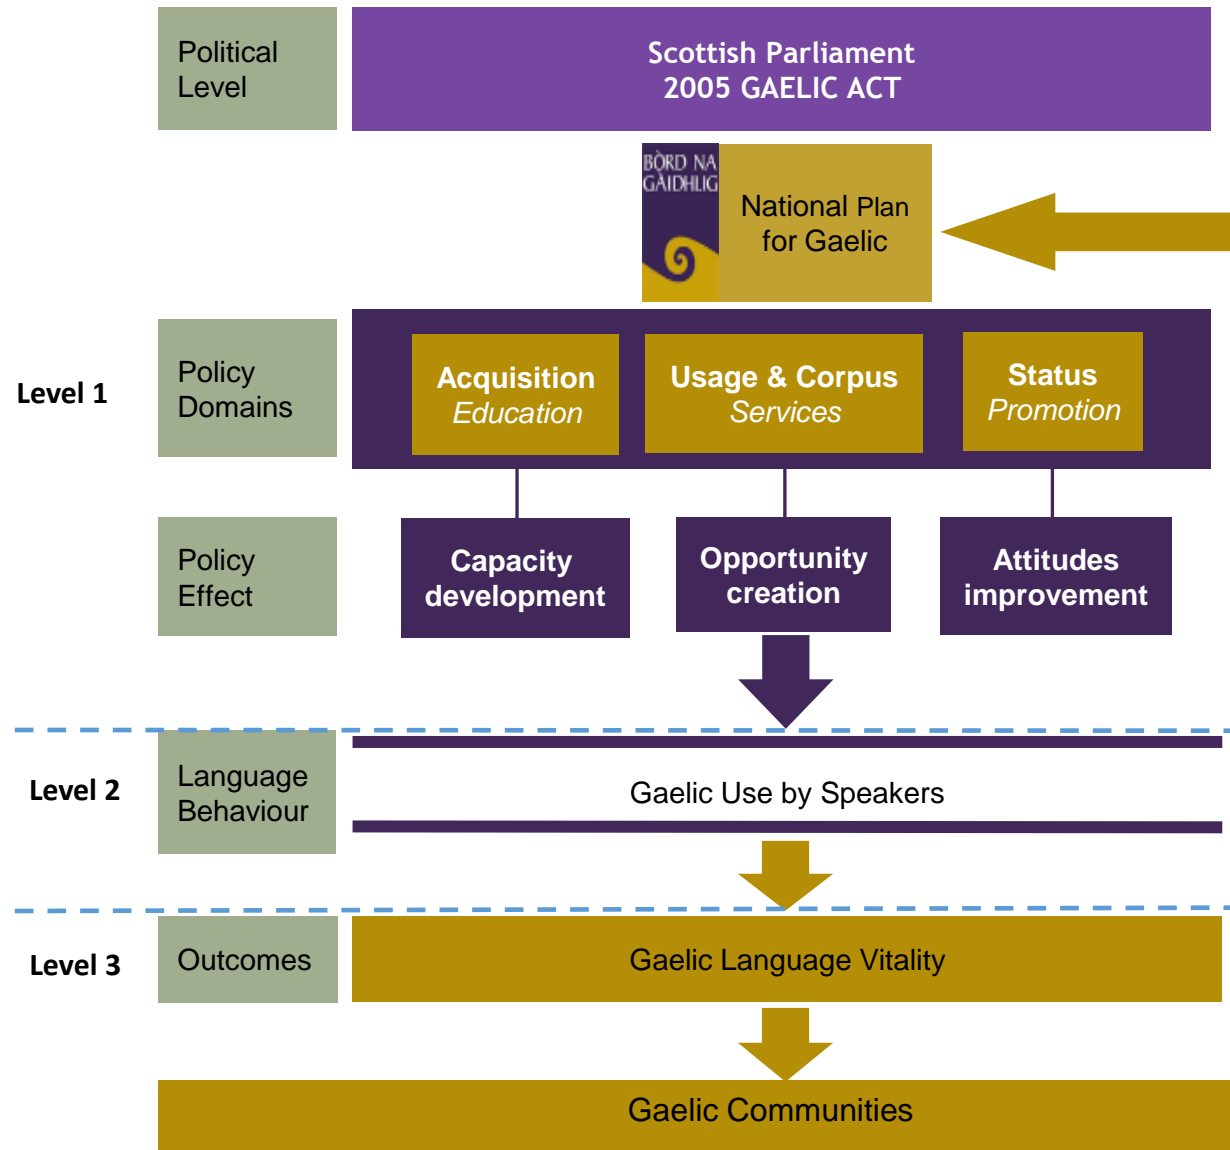 Political
Level
Scottish Parliament
2005 GAELIC ACT
BÒRD NA
GÀIDHLIG
National Plan
for Gaelic
Level 1
Policy
Domains
Acquisition
Education
Usage & Corpus
Services
Status
Promotion
Policy
Effect
Capacity
development
Opportunity
creation
Attitudes
improvement
Level 2
Language
Behaviour
Gaelic Use by Speakers
Level 3
Outcomes
Gaelic Language Vitality
Gaelic Communities